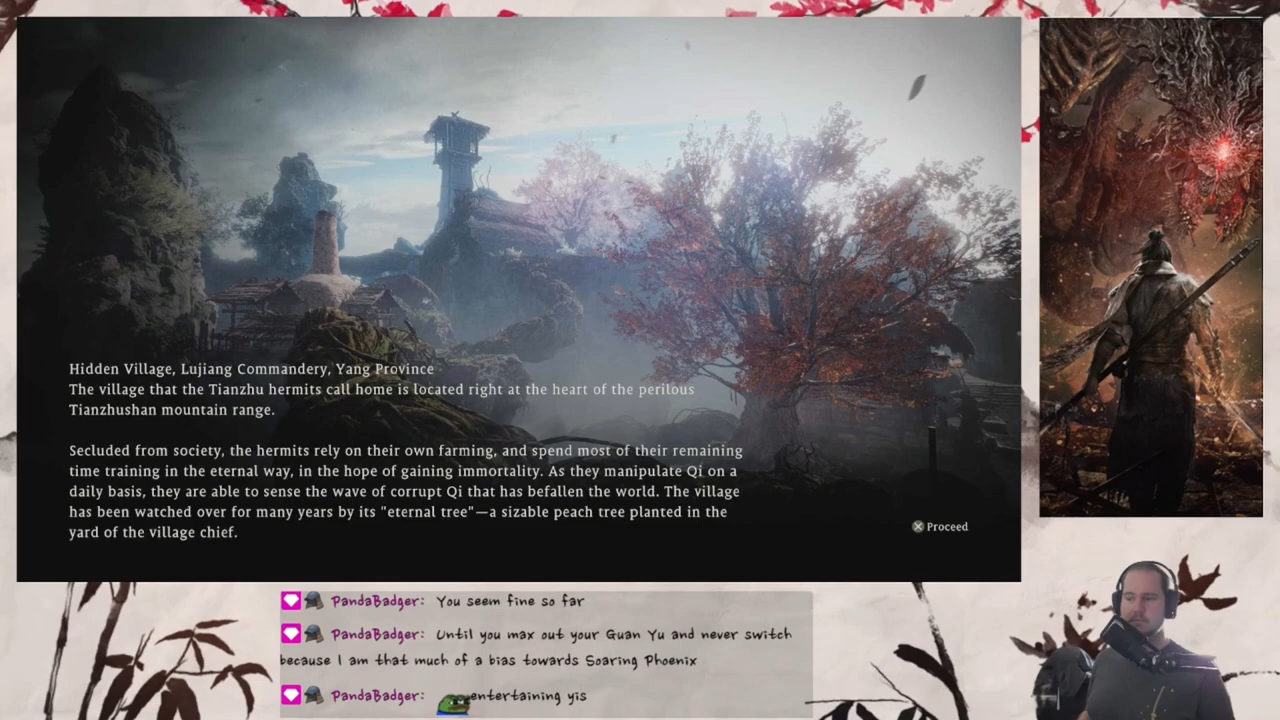 Hidden Village, Lujiang Commandery, Yang Province
The village that the Tianzhu hermits call home is located right at the heart of the perilous
Tianzhushan mountain range.
Secluded from society, the hermits rely on their own farming, and spend most of their remaining
time training in the eternal way, in the hope of gaining immortality. As they manipulate Qi on a
daily basis, they are able to sense the wave of corrupt Qi that has befallen the world. The village
has been watched over for many years by its "eternal tree"—a sizable peach tree planted in the
yard of the village chief.
Proceed
PandaBadger: You seem fine so far
PandaBadger: Until you max out your Guan Yu and never switch
because I am that much of a bias towards Soaring Phoenix
PandaBadger: entertaining yis